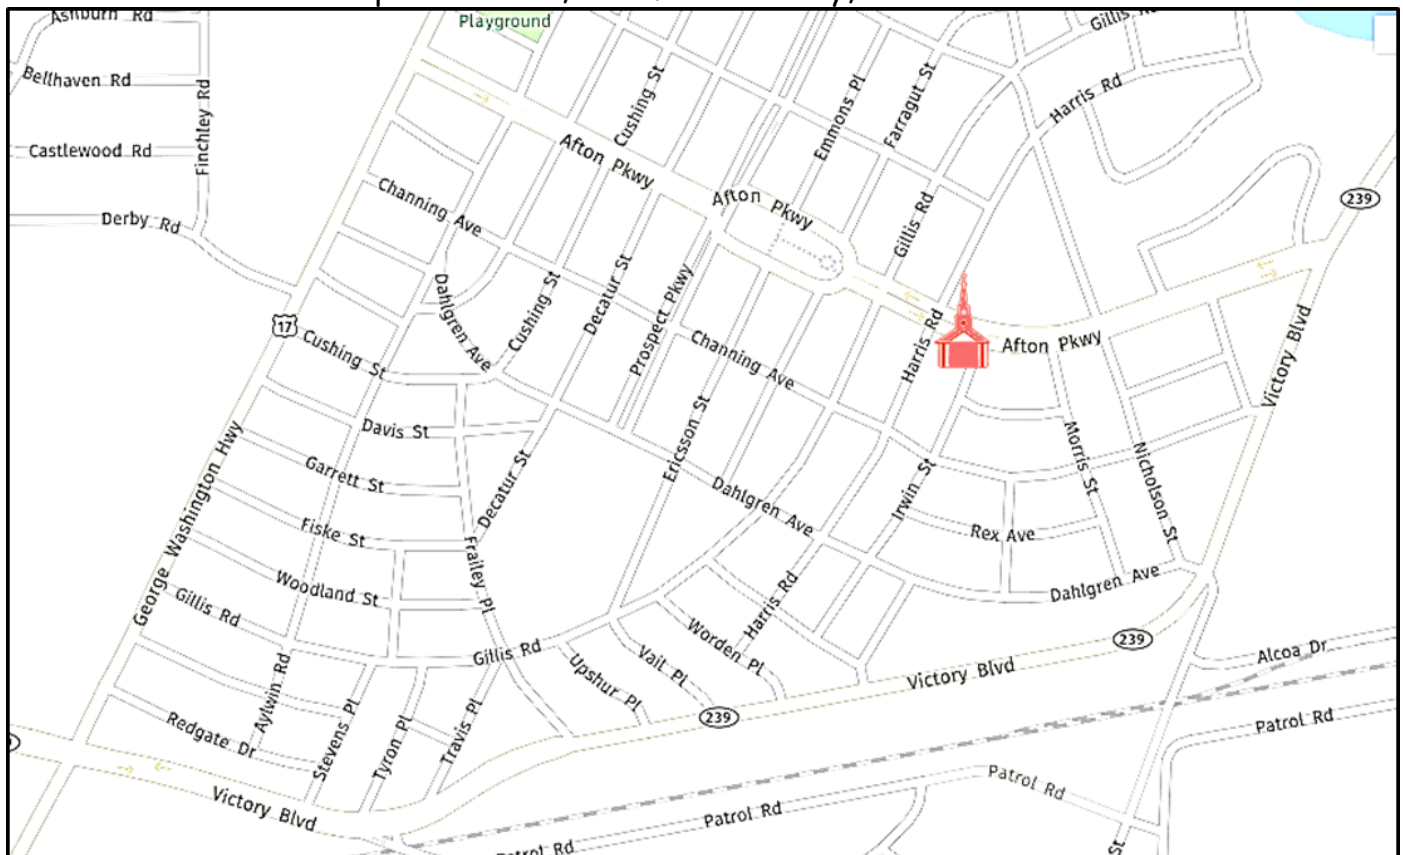 Playground
Ashburn Rd
Gillis
Bellhaven Rd
Finchley Rd
Cushing St
Emmons Pl
Farragut St
Harris Rd
Castlewood Rd
Afton Pkwy
Afton Pkwy
Channing Ave
Derby Rd
239
Gillis Rd
Dahlgren Ave
Cushing St
Decatur St
Prospect Pkwy
17
Cushing St
Channing Ave
Harris Rd
Afton Pkwy
Victory Blvd
Davis St
Ericsson St
Garrett St
Decatur St
Dahlgren Ave
Irwin St
Morris St
Nicholson St
George Washington Hwy
Fiske St
Rex Ave
Woodland St
Frailey Pl
Harris Rd
Dahlgren Ave
Gillis Rd
Gillis Rd
Worden Pl
239
Alcoa Dr
Vail Pl
Upshur Pl
Victory Blvd
Aylwin Rd
Stevens Pl
Tyron Pl
Travis Pl
239
Redgate Dr
Patrol Rd
Patrol Rd
Victory Blvd
Patrol Rd
Patrol Rd
St